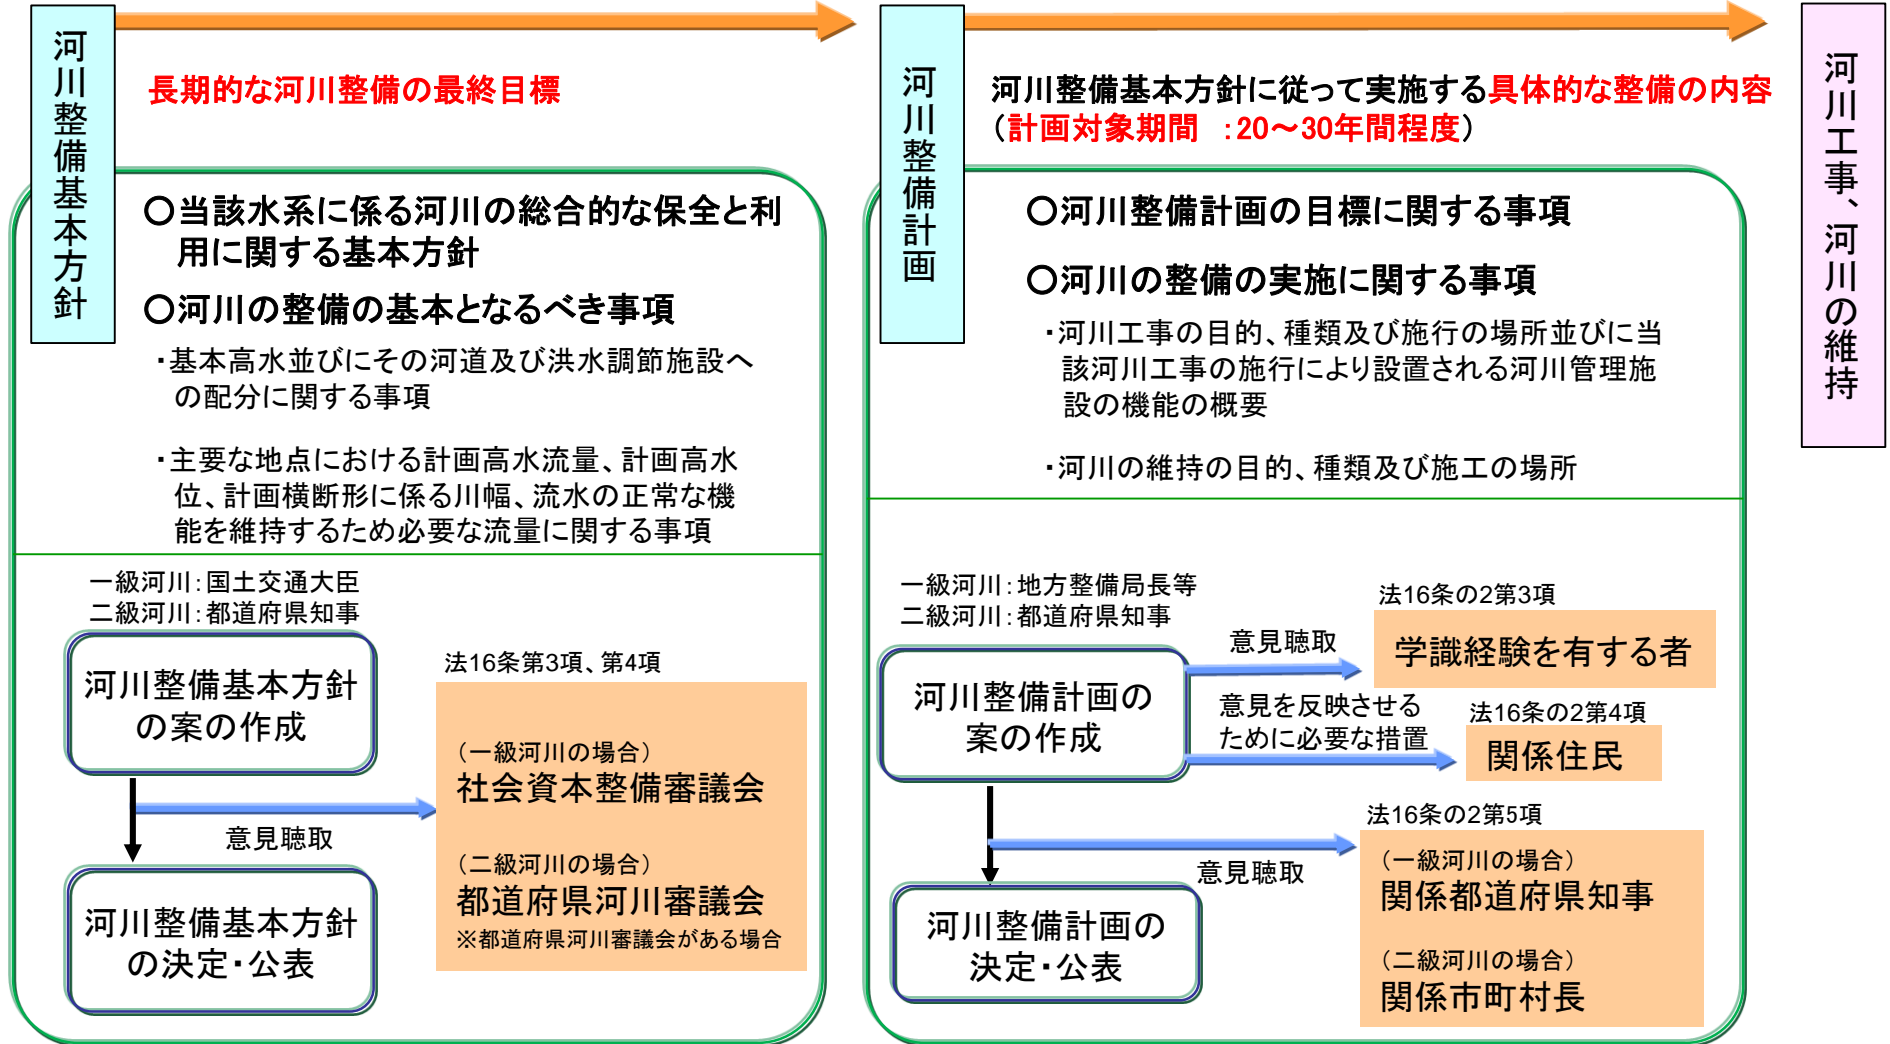 河川整備基本方針
長期的な河川整備の最終目標
〇当該水系に係る河川の総合的な保全と利
用に関する基本方針
〇河川の整備の基本となるべき事項
・基本高水並びにその河道及び洪水調節施設へ
の配分に関する事項
・主要な地点における計画高水流量、計画高水
位、計画横断形に係る川幅、流水の正常な機
能を維持するため必要な流量に関する事項
一級河川：国土交通大臣
二級河川：都道府県知事
河川整備基本方針
の案の作成
意見聴取
河川整備基本方針
の決定・公表
法16条第3項、第4項
（一級河川の場合）
社会資本整備審議会
（二級河川の場合）
都道府県河川審議会
※都道府県河川審議会がある場合
河川整備計画
河川整備基本方針に従って実施する具体的な整備の内容
（計画対象期間　：20～30年間程度）
〇河川整備計画の目標に関する事項
〇河川の整備の実施に関する事項
・河川工事の目的、種類及び施行の場所並びに当
該河川工事の施行により設置される河川管理施
設の機能の概要
・河川の維持の目的、種類及び施工の場所
一級河川：地方整備局長等
二級河川：都道府県知事
河川整備計画の
案の作成
意見聴取
法16条の2第3項
学識経験を有する者
意見を反映させる
ために必要な措置
法16条の2第4項
関係住民
意見聴取
法16条の2第5項
（一級河川の場合）
関係都道府県知事
（二級河川の場合）
関係市町村長
河川整備計画の
決定・公表
河川工事、河川の維持